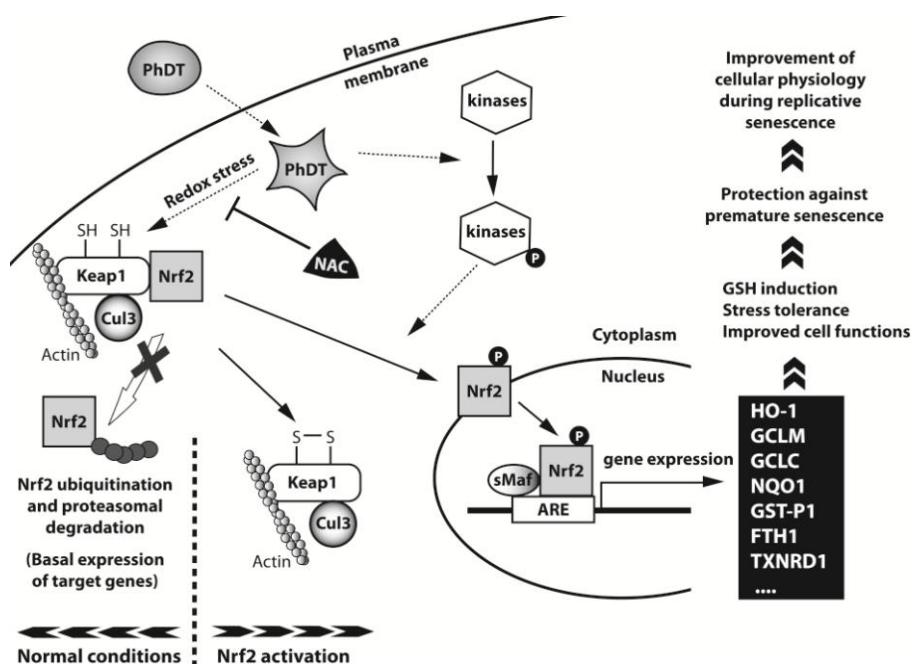 Plasma
membrane
PhDT
PhDT
Redox stress
NAC
kinases
kinases
P
SH SH
Keap1
Nrf2
Cul3
Actin
Nrf2
Nrf2 ubiquitination
and proteasomal
degradation
(Basal expression
of target genes)
Normal conditions
S S
Keap1
Cul3
Actin
Nrf2 activation
Cytoplasm
Nucleus
P
Nrf2
P
Nrf2
sMaf
ARE
gene expression
Improvement of
cellular physiology
during replicative
senescence
Protection against
premature senescence
GSH induction
Stress tolerance
Improved cell functions
HO-1
GCLM
GCLC
NQO1
GST-P1
FTH1
TXNRD1
....